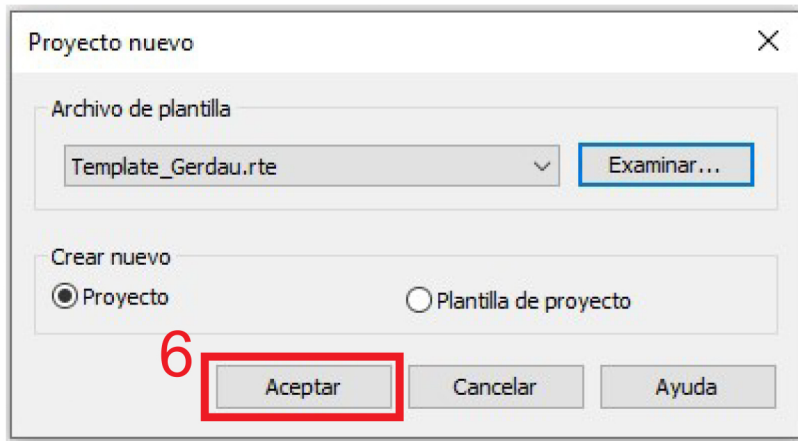 Proyecto nuevo
Archivo de plantilla
Template_Gerdau.rte
Examinar...
Crear nuevo
Proyecto
Plantilla de proyecto
6
Aceptar
Cancelar
Ayuda